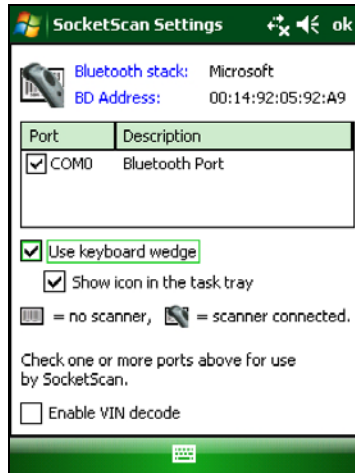 SocketScan Settings ok
Bluetooth stack: Microsoft
BD Address: 00:14:92:05:92:A9
Port Description
COM0 Bluetooth Port
Use keyboard wedge
Show icon in the task tray
= no scanner, = scanner connected.
Check one or more ports above for use
by SocketScan.
Enable VIN decode